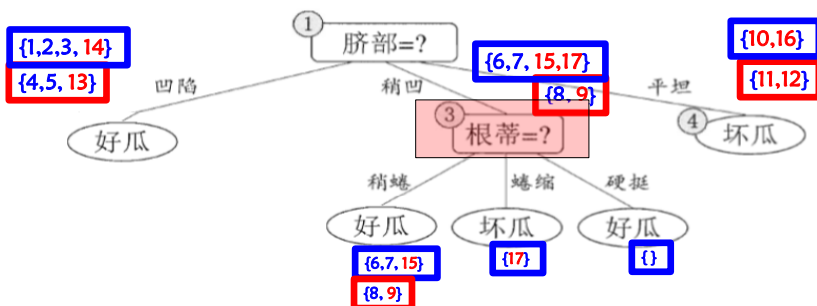 ①
脐部=?
{1,2,3, 14}
{4,5, 13}
{6,7, 15,17}
{8, 9}
{10,16}
{11,12}
凹陷
稍凹
平坦
好瓜
③
根蒂=?
④
坏瓜
稍蜷
蜷缩
硬挺
好瓜
坏瓜
好瓜
{6,7, 15}
{17}
{ }
{8, 9}